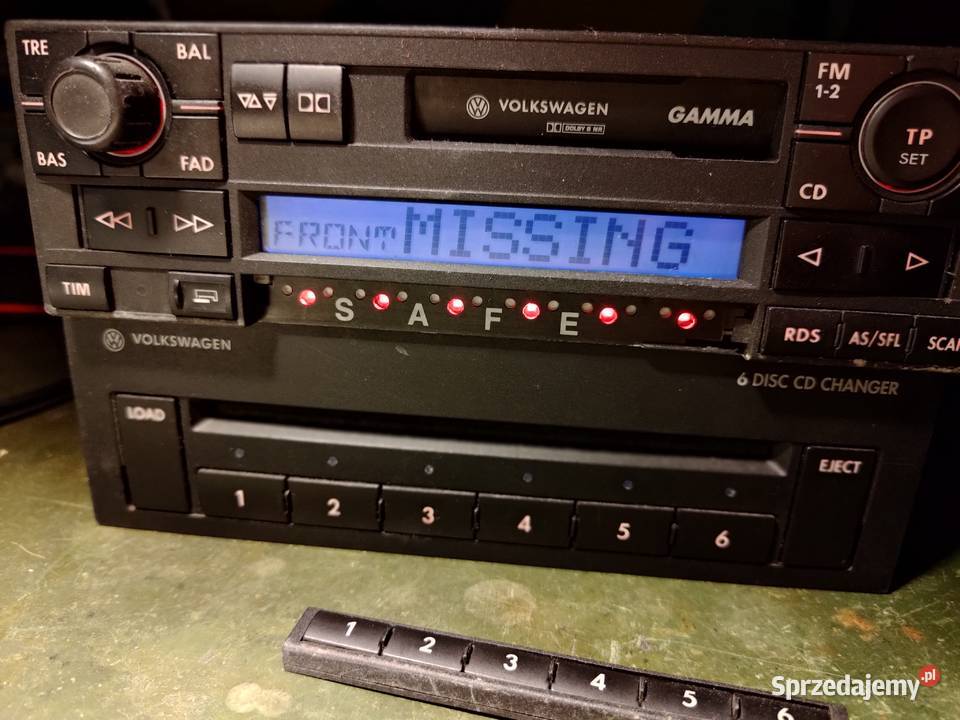 TRE
BAL
BAS
FAD
VOLKSWAGEN
DOLBY B NR
GAMMA
FM
1-2
TP
SET
CD
FRONT MISSING
TIM
S A F E
RDS
AS/SFL
SCAN
VOLKSWAGEN
6 DISC CD CHANGER
LOAD
EJECT
1 2 3 4 5 6
1 2 3 4 5 6
Sprzedajemy.pl